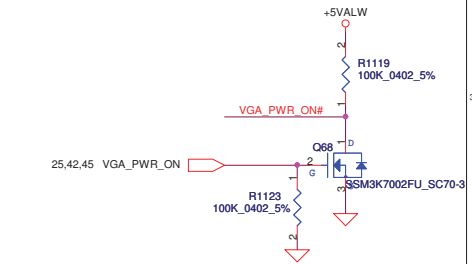 +5VALW
2
R1119
100K_0402_5%
1
VGA_PWR_ON#
1 D
Q68
25,42,45 VGA_PWR_ON
2
G
SSM3K7002FU_SC70-3
3
1
R1123
100K_0402_5%
2